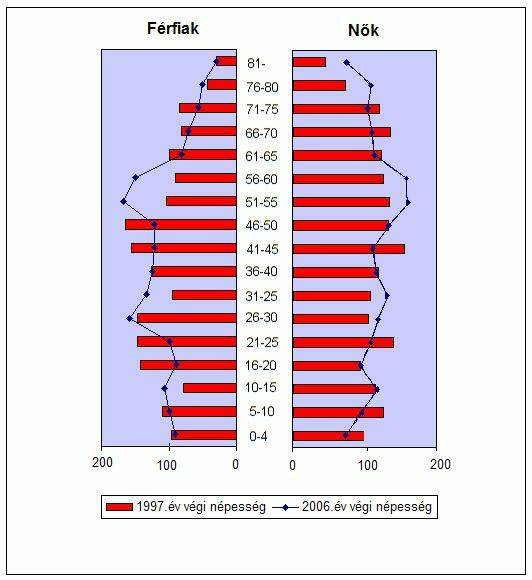 Férfiak
Nők
81-
76-80
71-75
66-70
61-65
56-60
51-55
46-50
41-45
36-40
31-25
26-30
21-25
16-20
10-15
5-10
0-4
200 100 0
0 100 200
1997.év végi népesség
2006.év végi népesség